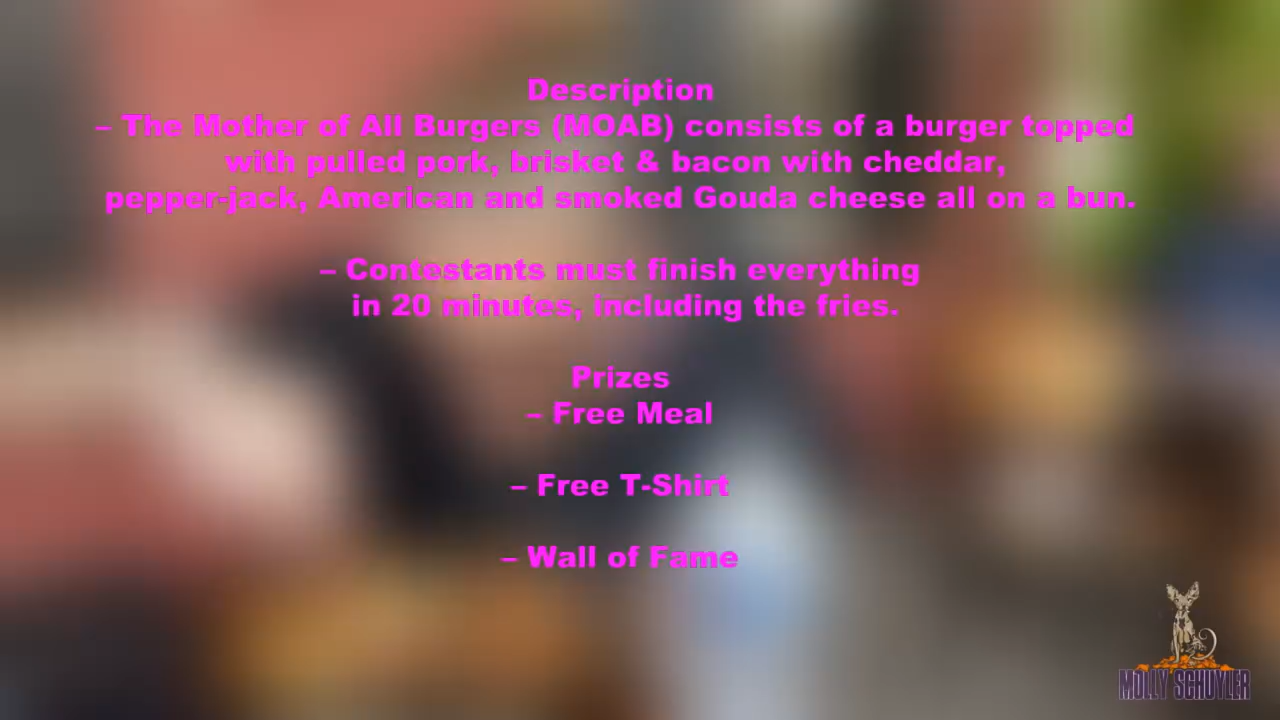 Description
– The Mother of All Burgers (MOAB) consists of a burger topped
with pulled pork, brisket & bacon with cheddar,
pepper-jack, American and smoked Gouda cheese all on a bun.
– Contestants must finish everything
in 20 minutes, including the fries.
Prizes
– Free Meal
– Free T-Shirt
– Wall of Fame
MOLLY SCHUYLER